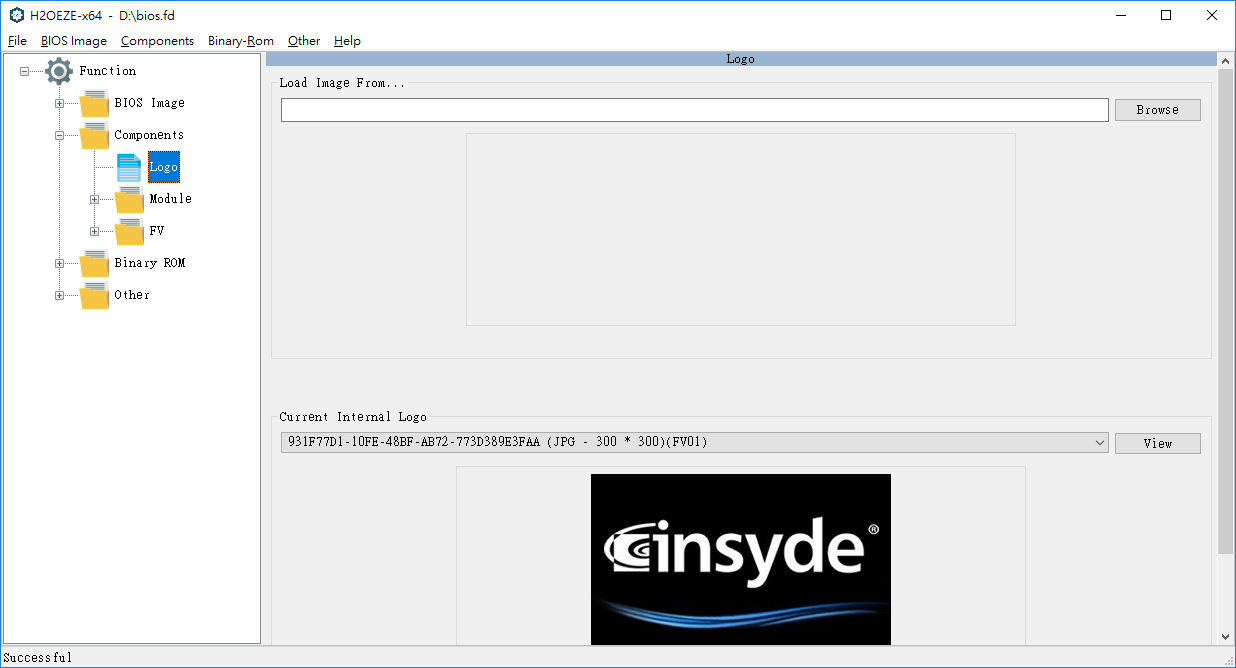 H2OEZE-x64 - D:\bios.fd
File BIOS Image Components Binary-Rom Other Help
Function
BIOS Image
Components
Logo
Module
FV
Binary ROM
Other
Logo
Load Image From...
Browse
Current Internal Logo
931F77D1-10FE-48BF-AB72-773D389E3FAA (JPG - 300 * 300)(FV01)
View
insyde®
Successful